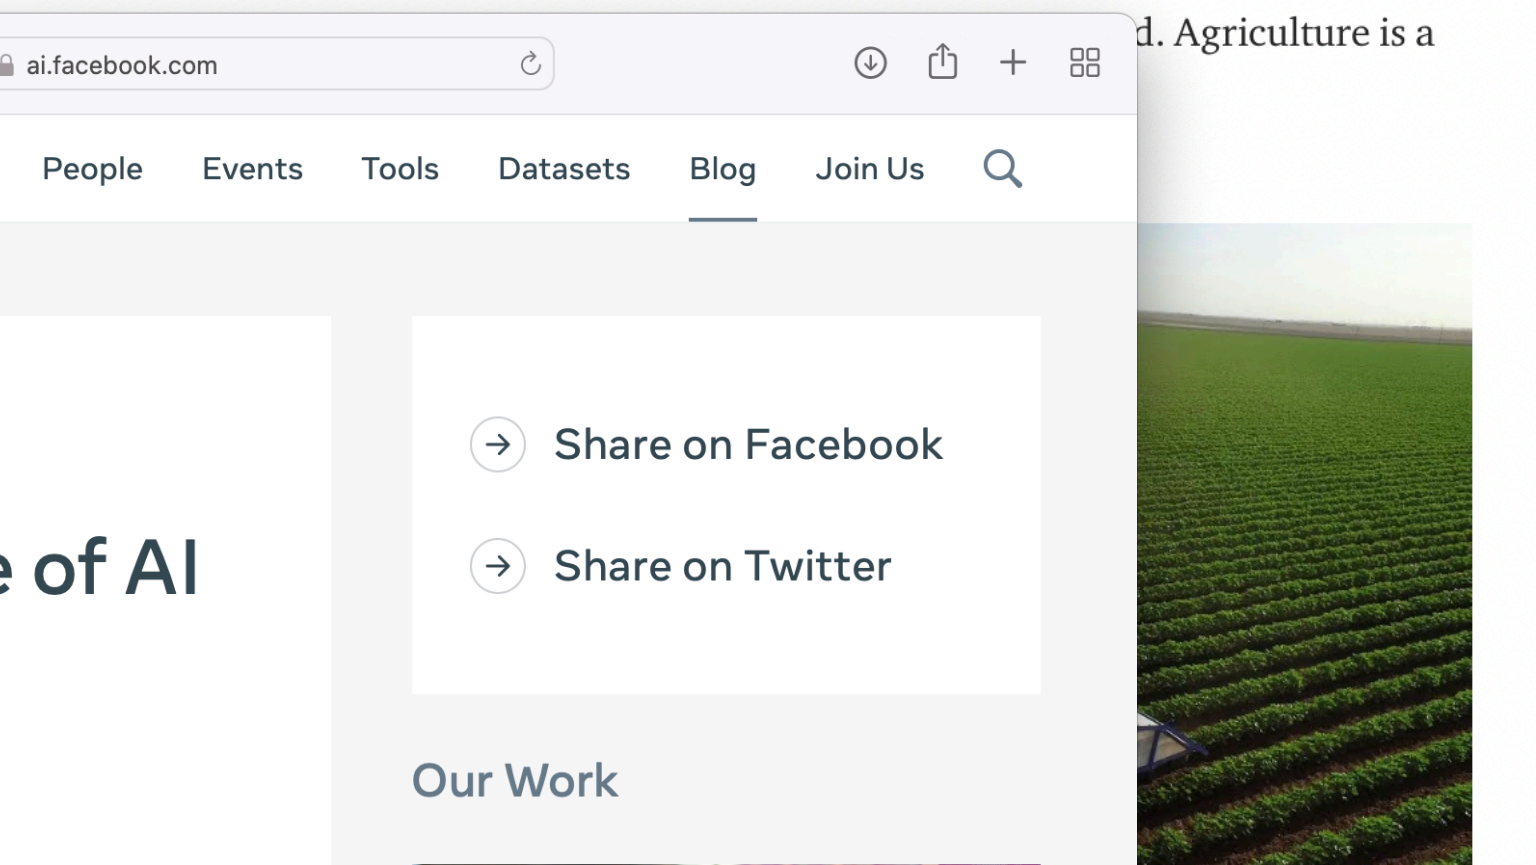 d. Agriculture is a
ai.facebook.com
People Events Tools Datasets Blog Join Us
Share on Facebook
Share on Twitter
e of AI
Our Work